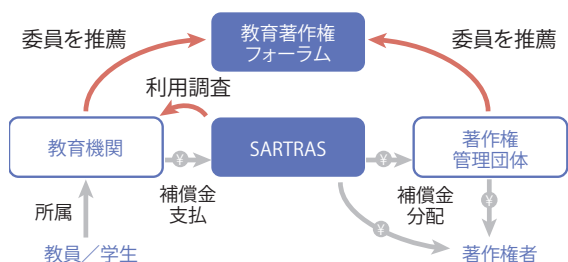 委員を推薦
教育著作権
フォーラム
委員を推薦
利用調査
教育機関
¥
SARTRAS
¥
著作権
管理団体
補償金
支払
補償金
分配
所属
¥
¥
教員／学生
著作権者